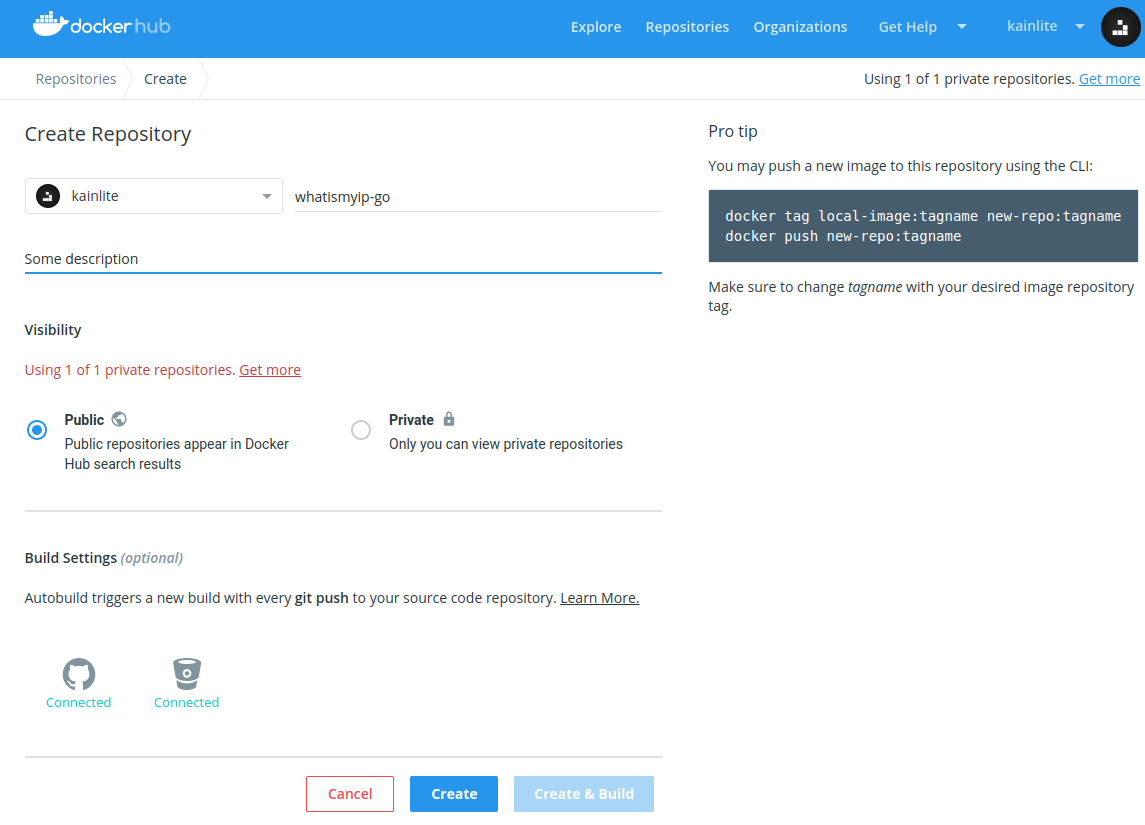 docker hub
Explore Repositories Organizations Get Help kainlite
Repositories Create
Using 1 of 1 private repositories. Get more
Create Repository
kainlite whatismyip-go
Some description
Visibility
Using 1 of 1 private repositories. Get more
Public
Public repositories appear in Docker
Hub search results
Private
Only you can view private repositories
Build Settings (optional)
Autobuild triggers a new build with every git push to your source code repository. Learn More.
Connected Connected
Cancel Create Create & Build
Pro tip
You may push a new image to this repository using the CLI:
docker tag local-image:tagname new-repo:tagname
docker push new-repo:tagname
Make sure to change tagname with your desired image repository
tag.